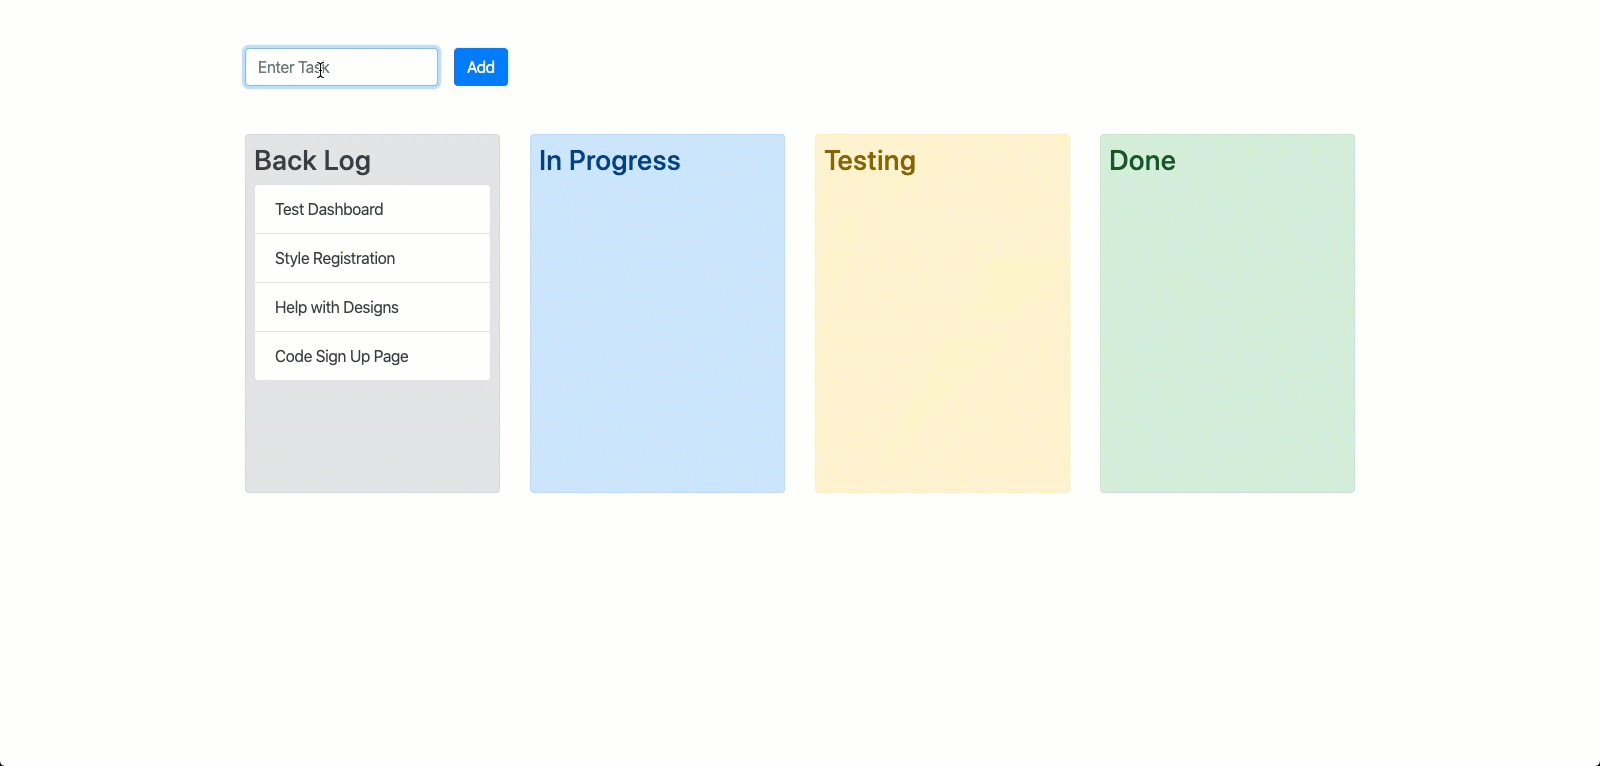 Enter Task
Add
Back Log
Test Dashboard
Style Registration
Help with Designs
Code Sign Up Page
In Progress
Testing
Done